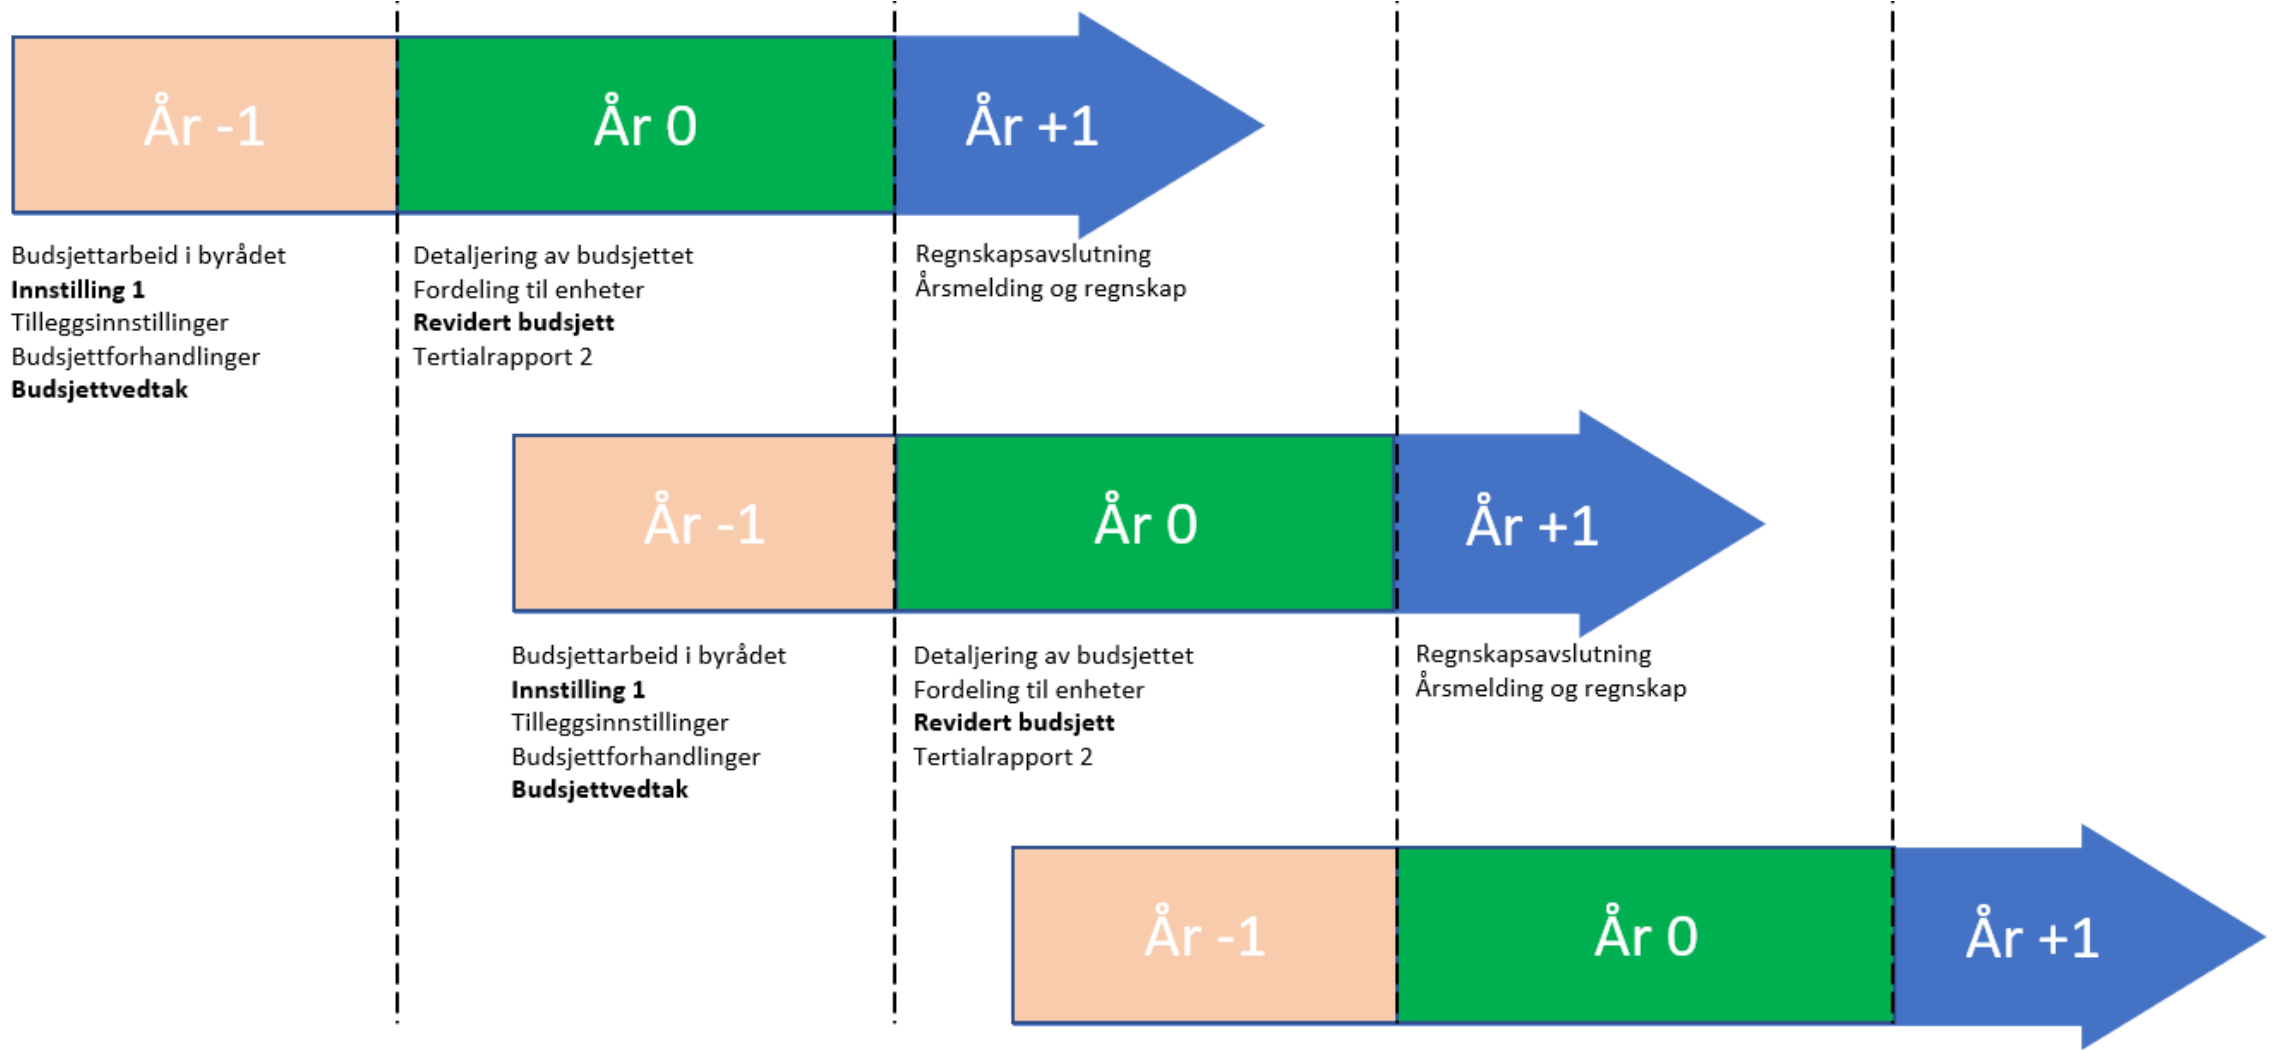 År -1
År 0
År +1
Budsjettarbeid i byrådet
Innstilling 1
Tilleggsinnstillinger
Budsjettforhandlinger
Budsjettvedtak
Detaljering av budsjettet
Fordeling til enheter
Revidert budsjett
Tertialrapport 2
Regnskapsavslutning
Årsmelding og regnskap
År -1
År 0
År +1
Budsjettarbeid i byrådet
Innstilling 1
Tilleggsinnstillinger
Budsjettforhandlinger
Budsjettvedtak
Detaljering av budsjettet
Fordeling til enheter
Revidert budsjett
Tertialrapport 2
Regnskapsavslutning
Årsmelding og regnskap
År -1
År 0
År +1